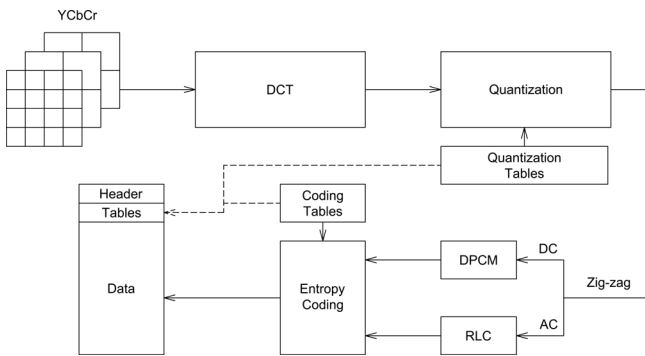 YCbCr
DCT
Quantization
Quantization
Tables
Header
Tables
Data
Coding
Tables
Entropy
Coding
DPCM
DC
Zig-zag
RLC
AC